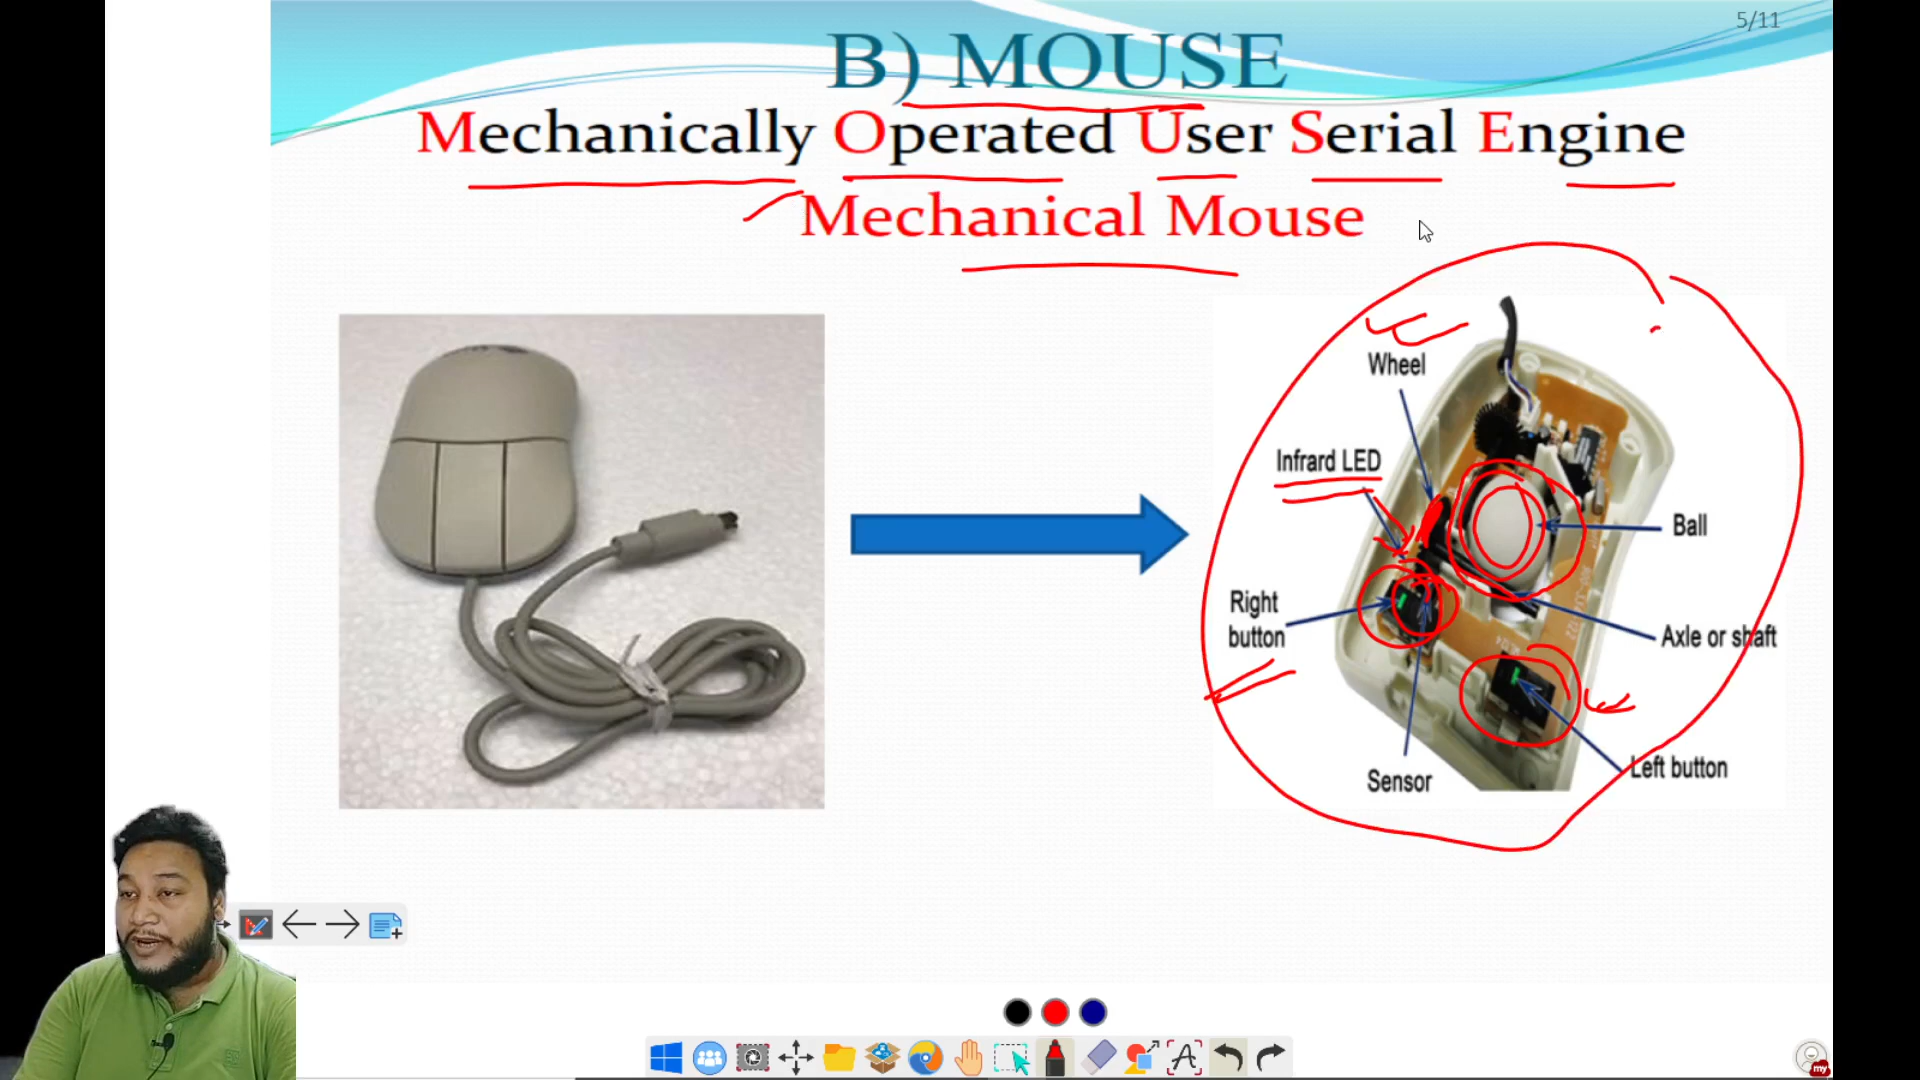 5/11
B) MOUSE
Mechanically Operated User Serial Engine
Mechanical Mouse
Wheel
Infrard LED
Ball
Right
button
Axle or shaft
Left button
Sensor
my